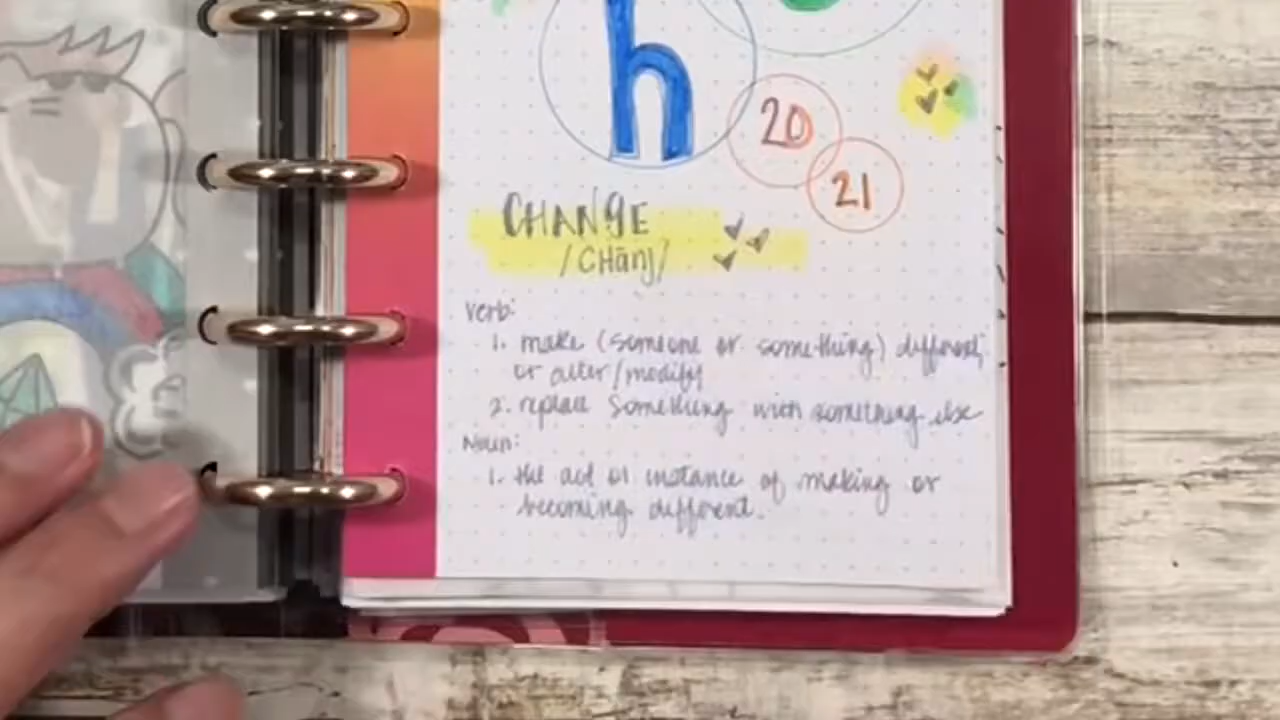 h
20
21
CHANGE
/CHānj/
Verb:
1. make (someone or something) different;
or alter/modify
2. replace something with something else
Noun:
1. the act or instance of making or
becoming different.